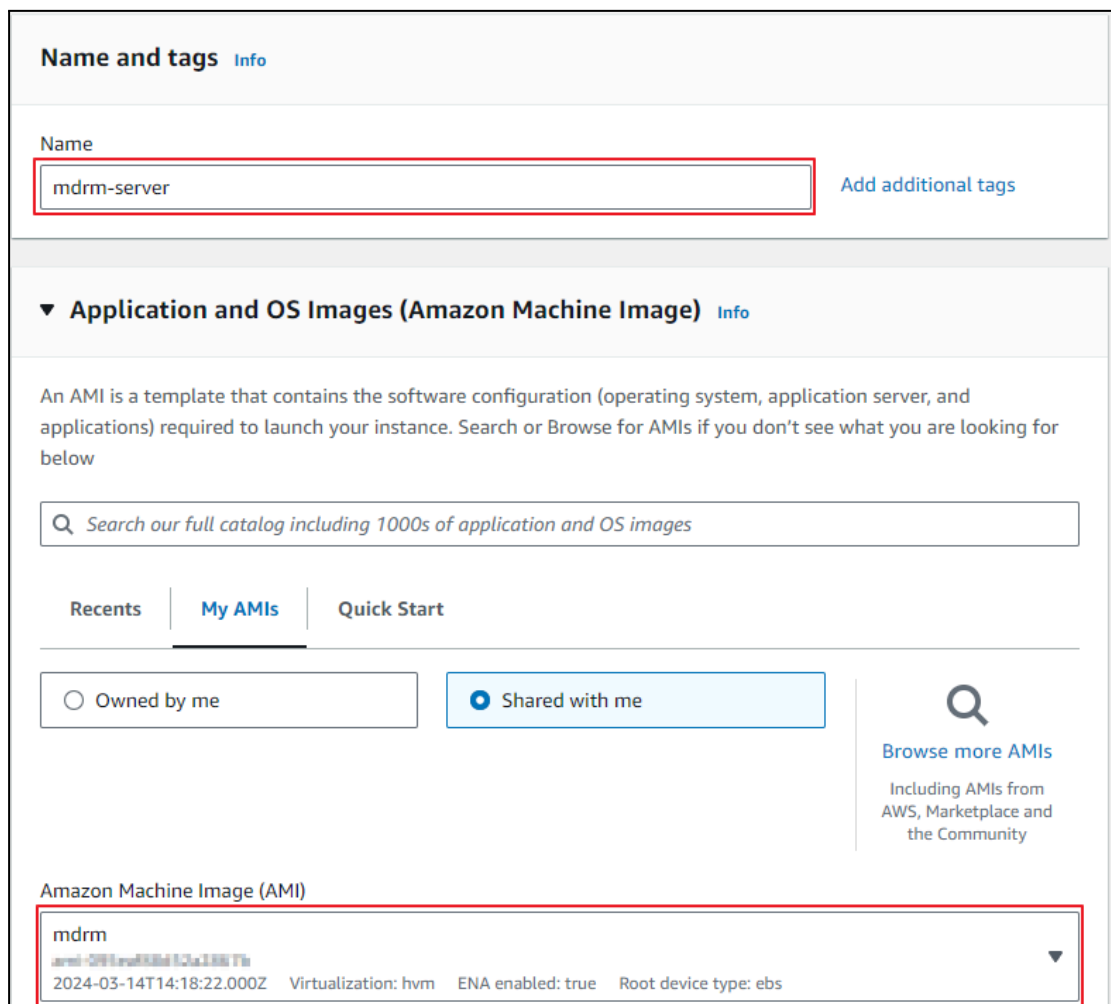 Name and tags Info
Name
mdrm-server
Add additional tags
Application and OS Images (Amazon Machine Image) Info
An AMI is a template that contains the software configuration (operating system, application server, and
applications) required to launch your instance. Search or Browse for AMIs if you don’t see what you are looking for
below
Search our full catalog including 1000s of application and OS images
Recents My AMIs Quick Start
Owned by me Shared with me
Browse more AMIs
Including AMIs from
AWS, Marketplace and
the Community
Amazon Machine Image (AMI)
mdrm
2024-03-14T14:18:22.000Z Virtualization: hvm ENA enabled: true Root device type: ebs